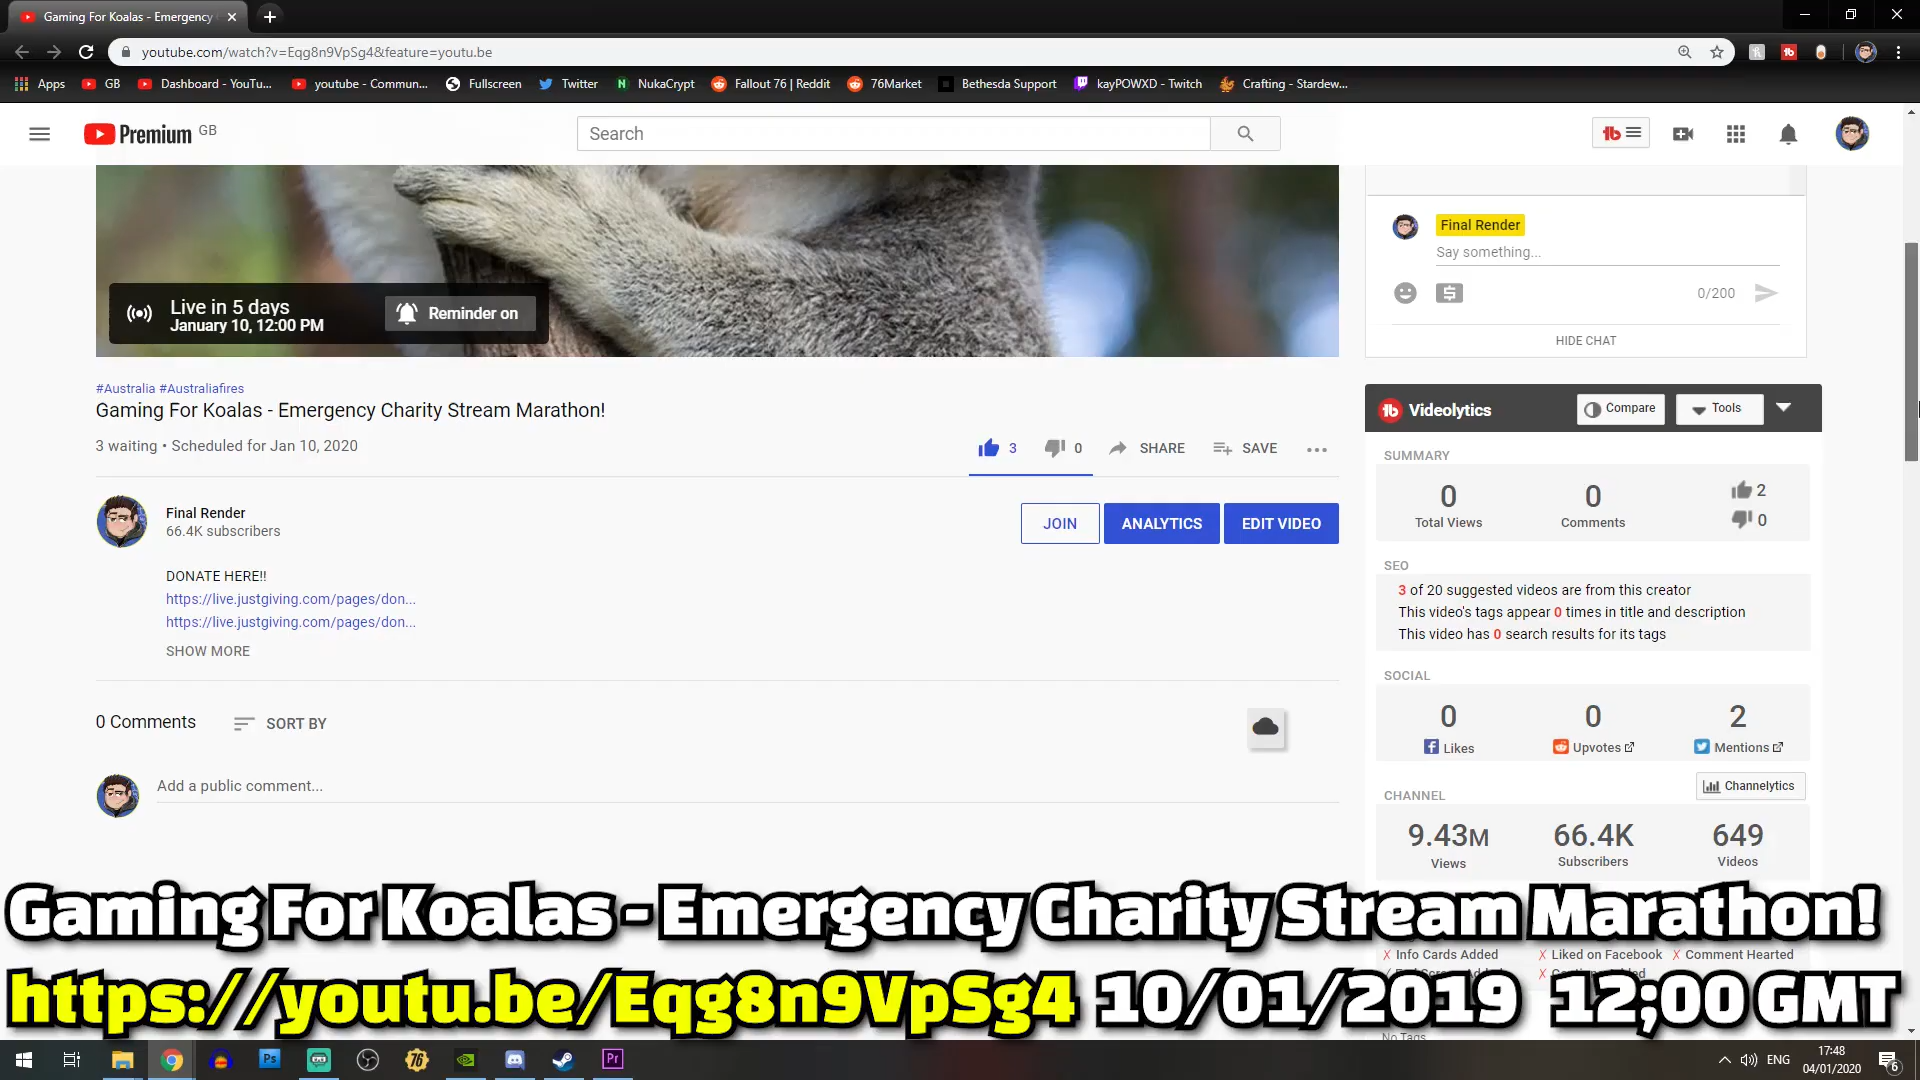 Gaming For Koalas - Emergency
youtube.com/watch?v=Eqg8n9VpSg4&feature=youtu.be
Apps GB Dashboard - YouTu... youtube - Commun... Fullscreen Twitter NukaCrypt Fallout 76 | Reddit 76Market Bethesda Support kayPOWXD - Twitch Crafting - Stardew...
Premium GB
Search
Final Render
Say something...
0/200
HIDE CHAT
Live in 5 days
January 10, 12:00 PM
Reminder on
#Australia #Australiafires
Gaming For Koalas - Emergency Charity Stream Marathon!
3 waiting • Scheduled for Jan 10, 2020
3 0 SHARE SAVE
Final Render
66.4K subscribers
JOIN ANALYTICS EDIT VIDEO
DONATE HERE!!
https://live.justgiving.com/pages/don...
https://live.justgiving.com/pages/don...
SHOW MORE
0 Comments SORT BY
Add a public comment...
Videolytics Compare Tools
SUMMARY
0 0 2
Total Views Comments 0
SEO
3 of 20 suggested videos are from this creator
This video's tags appear 0 times in title and description
This video has 0 search results for its tags
SOCIAL
0 0 2
Likes Upvotes Mentions
CHANNEL Channelytics
9.43M 66.4K 649
Views Subscribers Videos
Gaming For Koalas - Emergency Charity Stream Marathon!
X Info Cards Added X Liked on Facebook X Comment Hearted
https://youtu.be/Eqg8n9VpSg4 10/01/2019 12;00 GMT
No Tags
ENG
17:48
04/01/2020
6